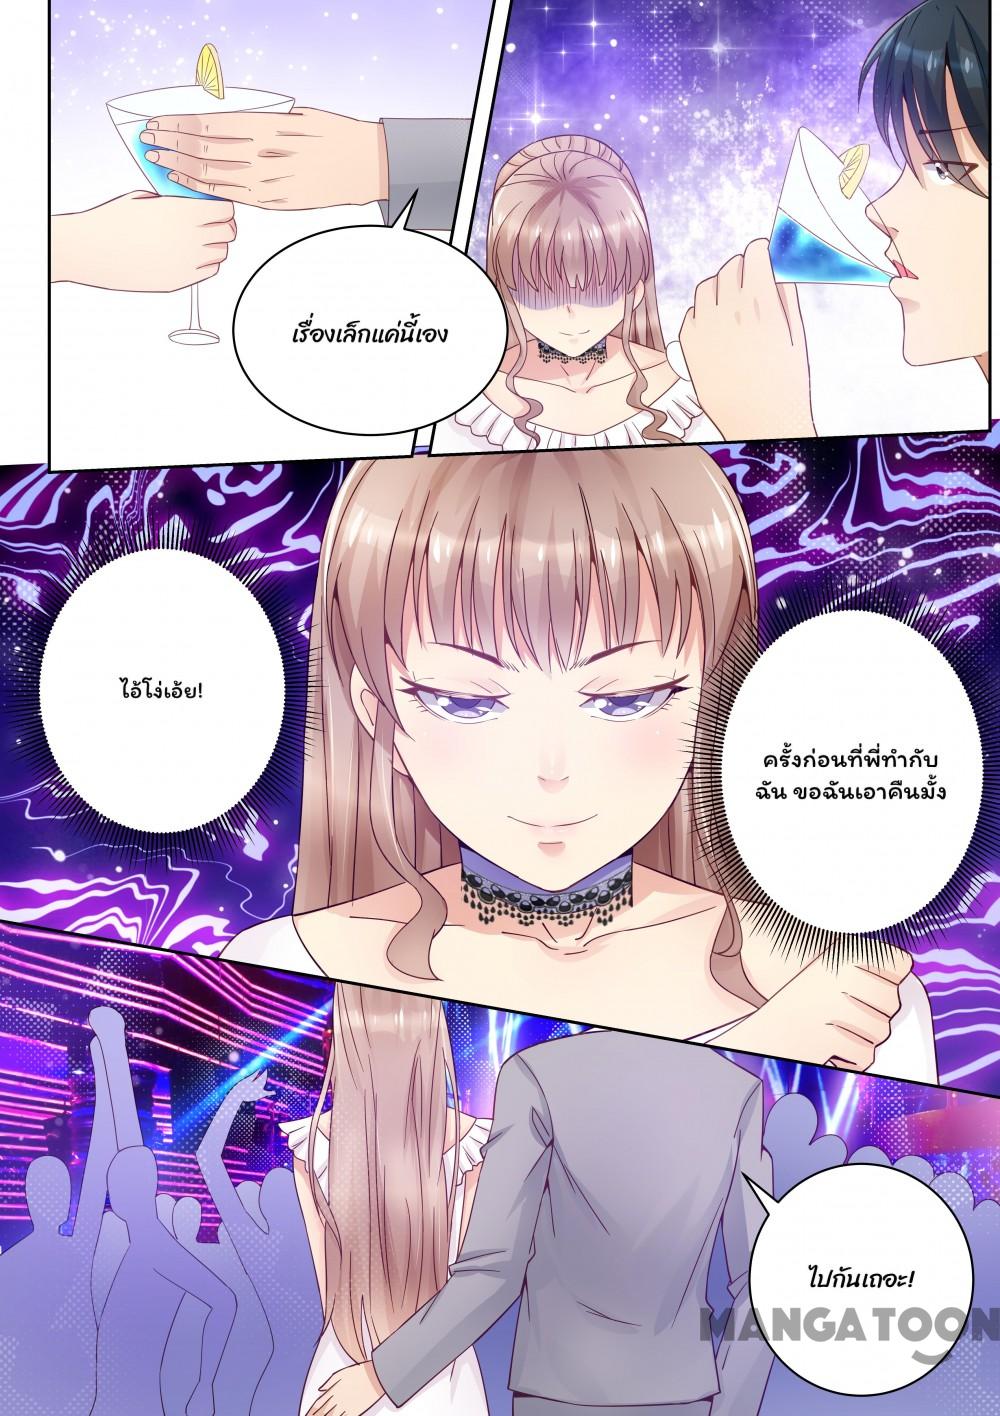 เรื่องเล็กแค่นี้เอง
ไอ้โง่เอ้ย!
ครั้งก่อนที่พี่ทำกับ
ฉัน ขอฉันเอาคืนมั้ง
ไปกันเถอะ!
MANGATOON